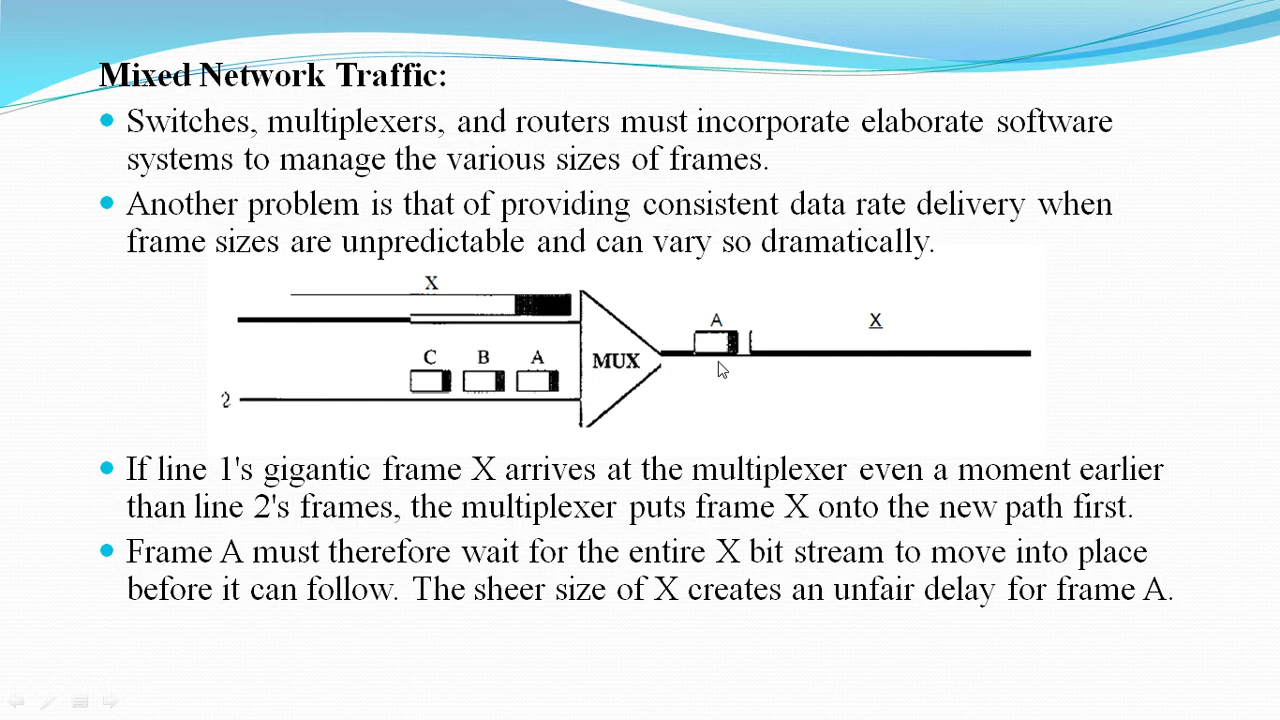 Mixed Network Traffic:
Switches, multiplexers, and routers must incorporate elaborate software
systems to manage the various sizes of frames.
Another problem is that of providing consistent data rate delivery when
frame sizes are unpredictable and can vary so dramatically.
X
A X
C B A
MUX
2
If line 1's gigantic frame X arrives at the multiplexer even a moment earlier
than line 2's frames, the multiplexer puts frame X onto the new path first.
Frame A must therefore wait for the entire X bit stream to move into place
before it can follow. The sheer size of X creates an unfair delay for frame A.